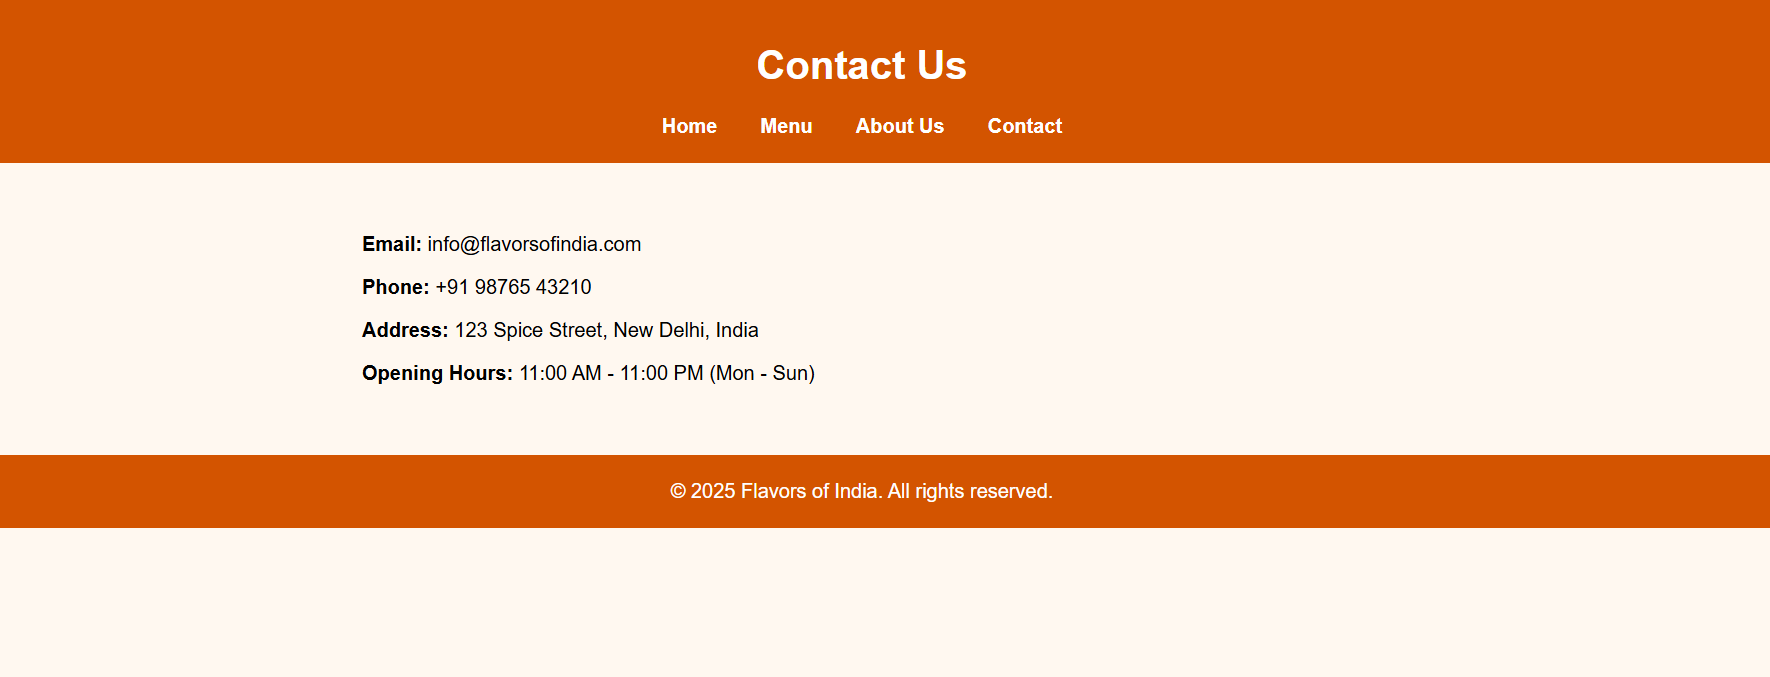 Contact Us
Home Menu About Us Contact
Email: info@flavorsofindia.com
Phone: +91 98765 43210
Address: 123 Spice Street, New Delhi, India
Opening Hours: 11:00 AM - 11:00 PM (Mon - Sun)
© 2025 Flavors of India. All rights reserved.